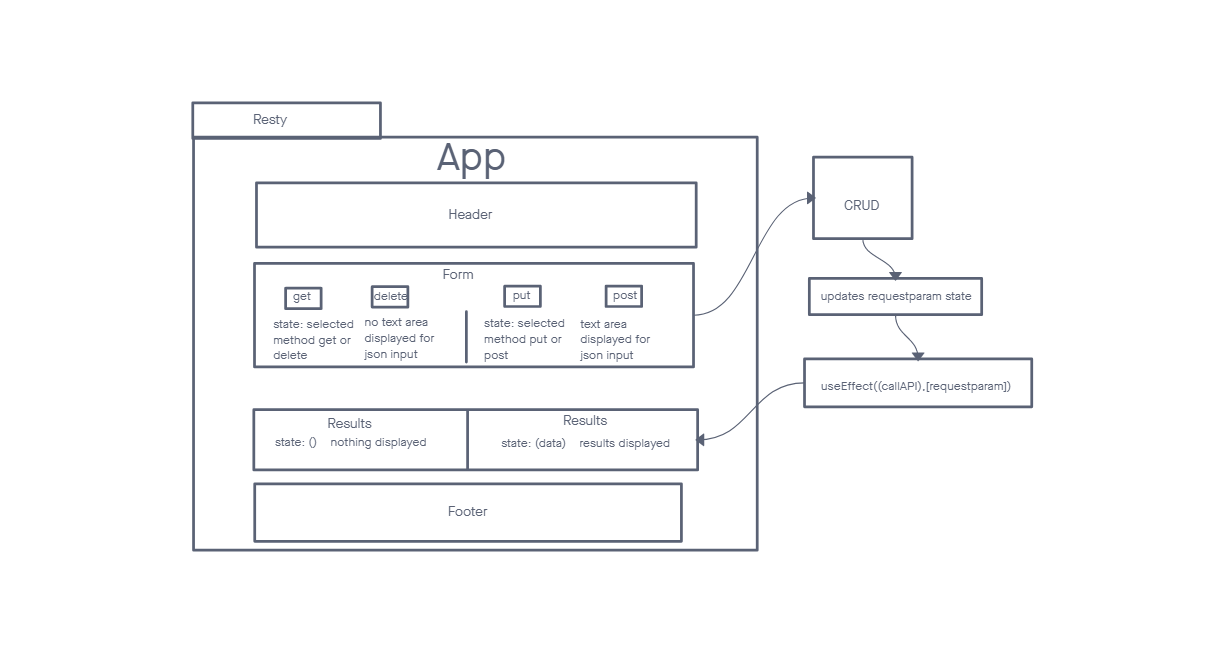 Resty
App
Header
Form
get
delete
put
post
state: selected
method get or
delete
no text area
displayed for
json input
state: selected
method put or
post
text area
displayed for
json input
Results
state: () nothing displayed
Results
state: (data) results displayed
Footer
CRUD
updates requestparam state
useEffect((callAPI),[requestparam])